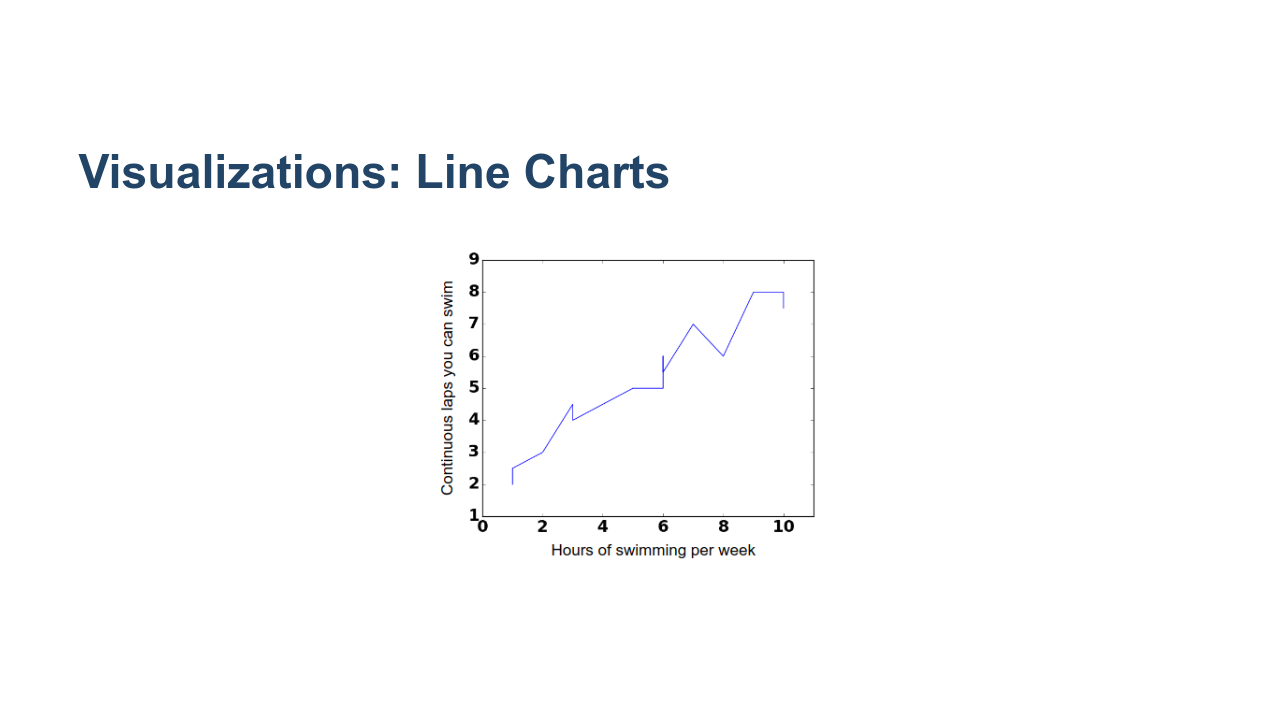 Visualizations: Line Charts
9
8
7
6
5
4
3
2
1
Continuous laps you can swim
0 2 4 6 8 10
Hours of swimming per week